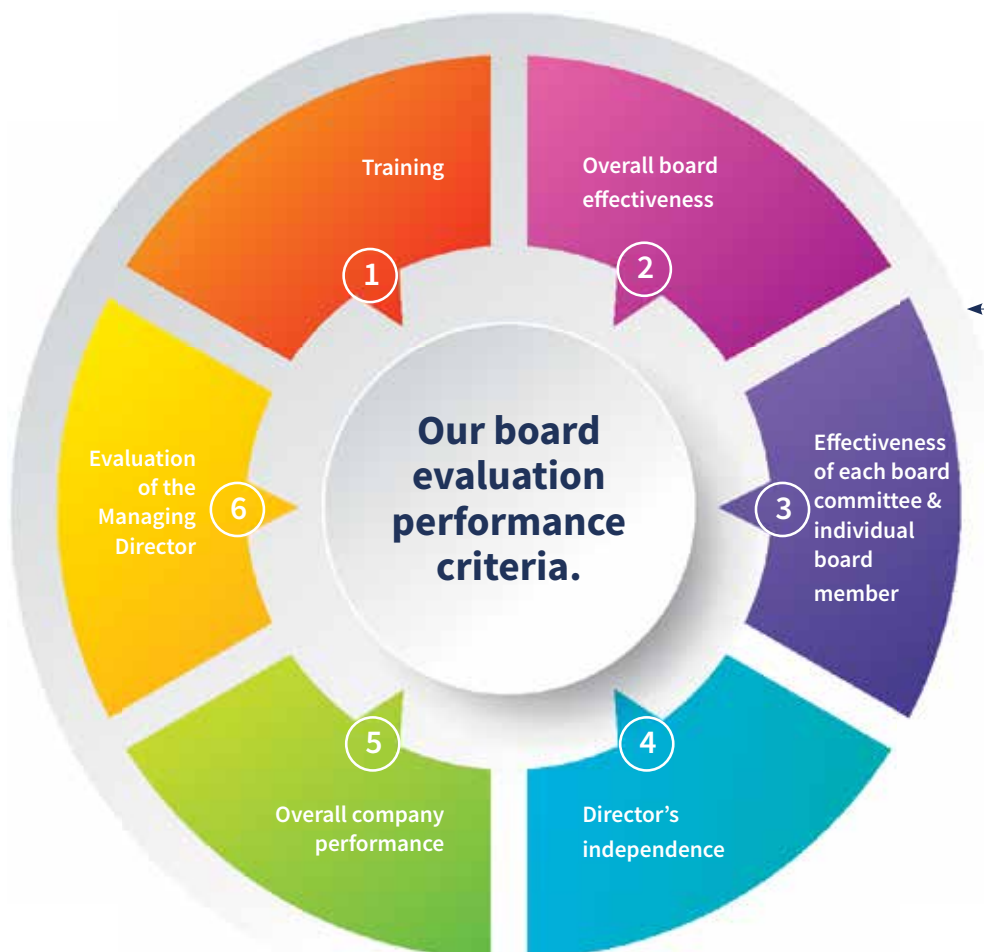 Our board
evaluation
performance
criteria.
Training
1
Overall board
effectiveness
2
Effectiveness
of each board
committee &
individual
board
member
3
Director’s
independence
4
Overall company
performance
5
Evaluation
of the
Managing
Director
6